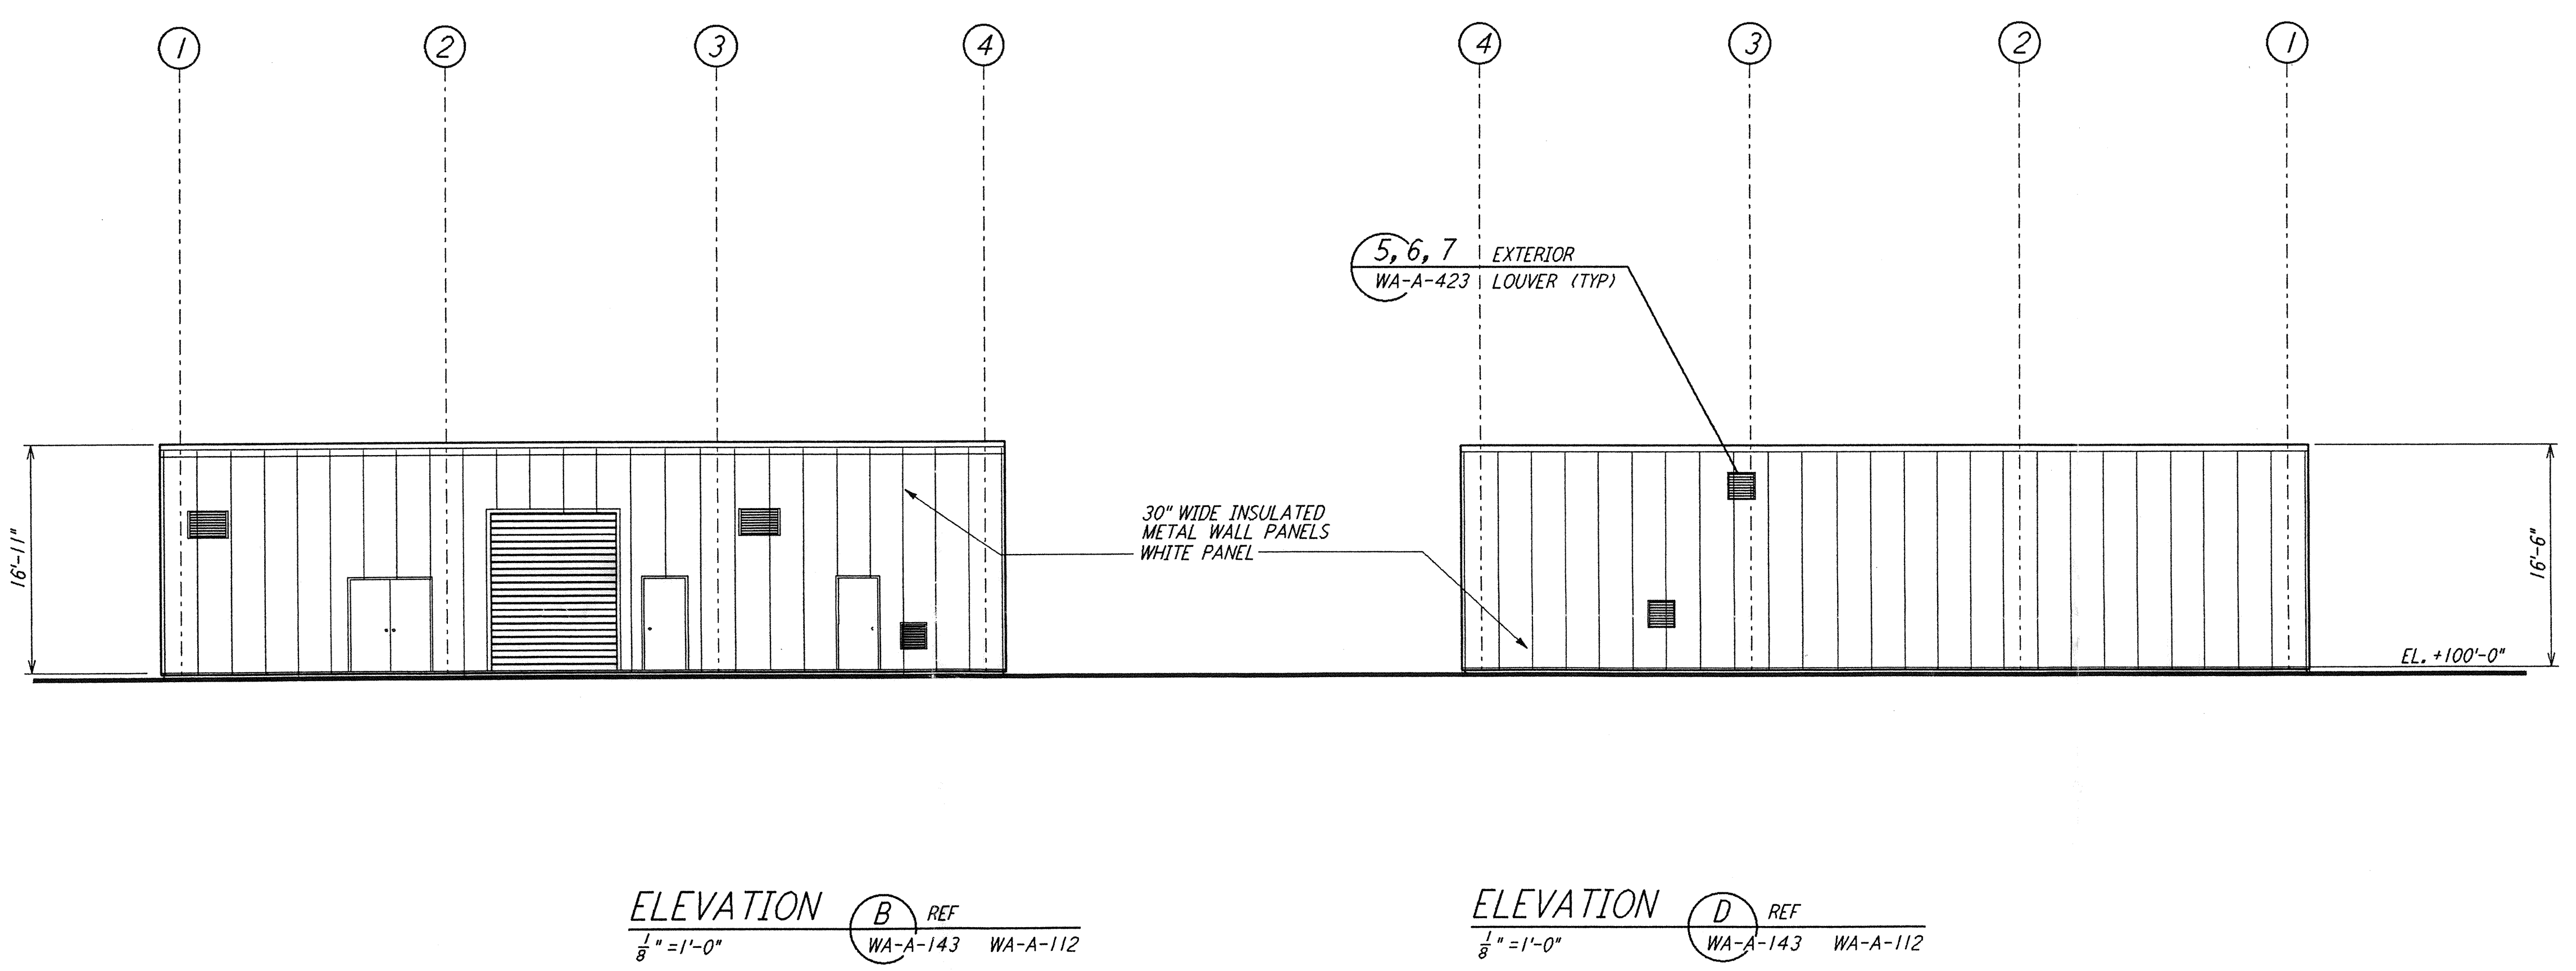 1 2 3 4
4 3 2 1
5, 6, 7 EXTERIOR
WA-A-423 LOUVER (TYP)
16'-11"
30" WIDE INSULATED
METAL WALL PANELS
WHITE PANEL
16'-6"
EL. +100'-0"
ELEVATION B REF
1/8" =1'-0" WA-A-143 WA-A-112
ELEVATION D REF
1/8" =1'-0" WA-A-143 WA-A-112